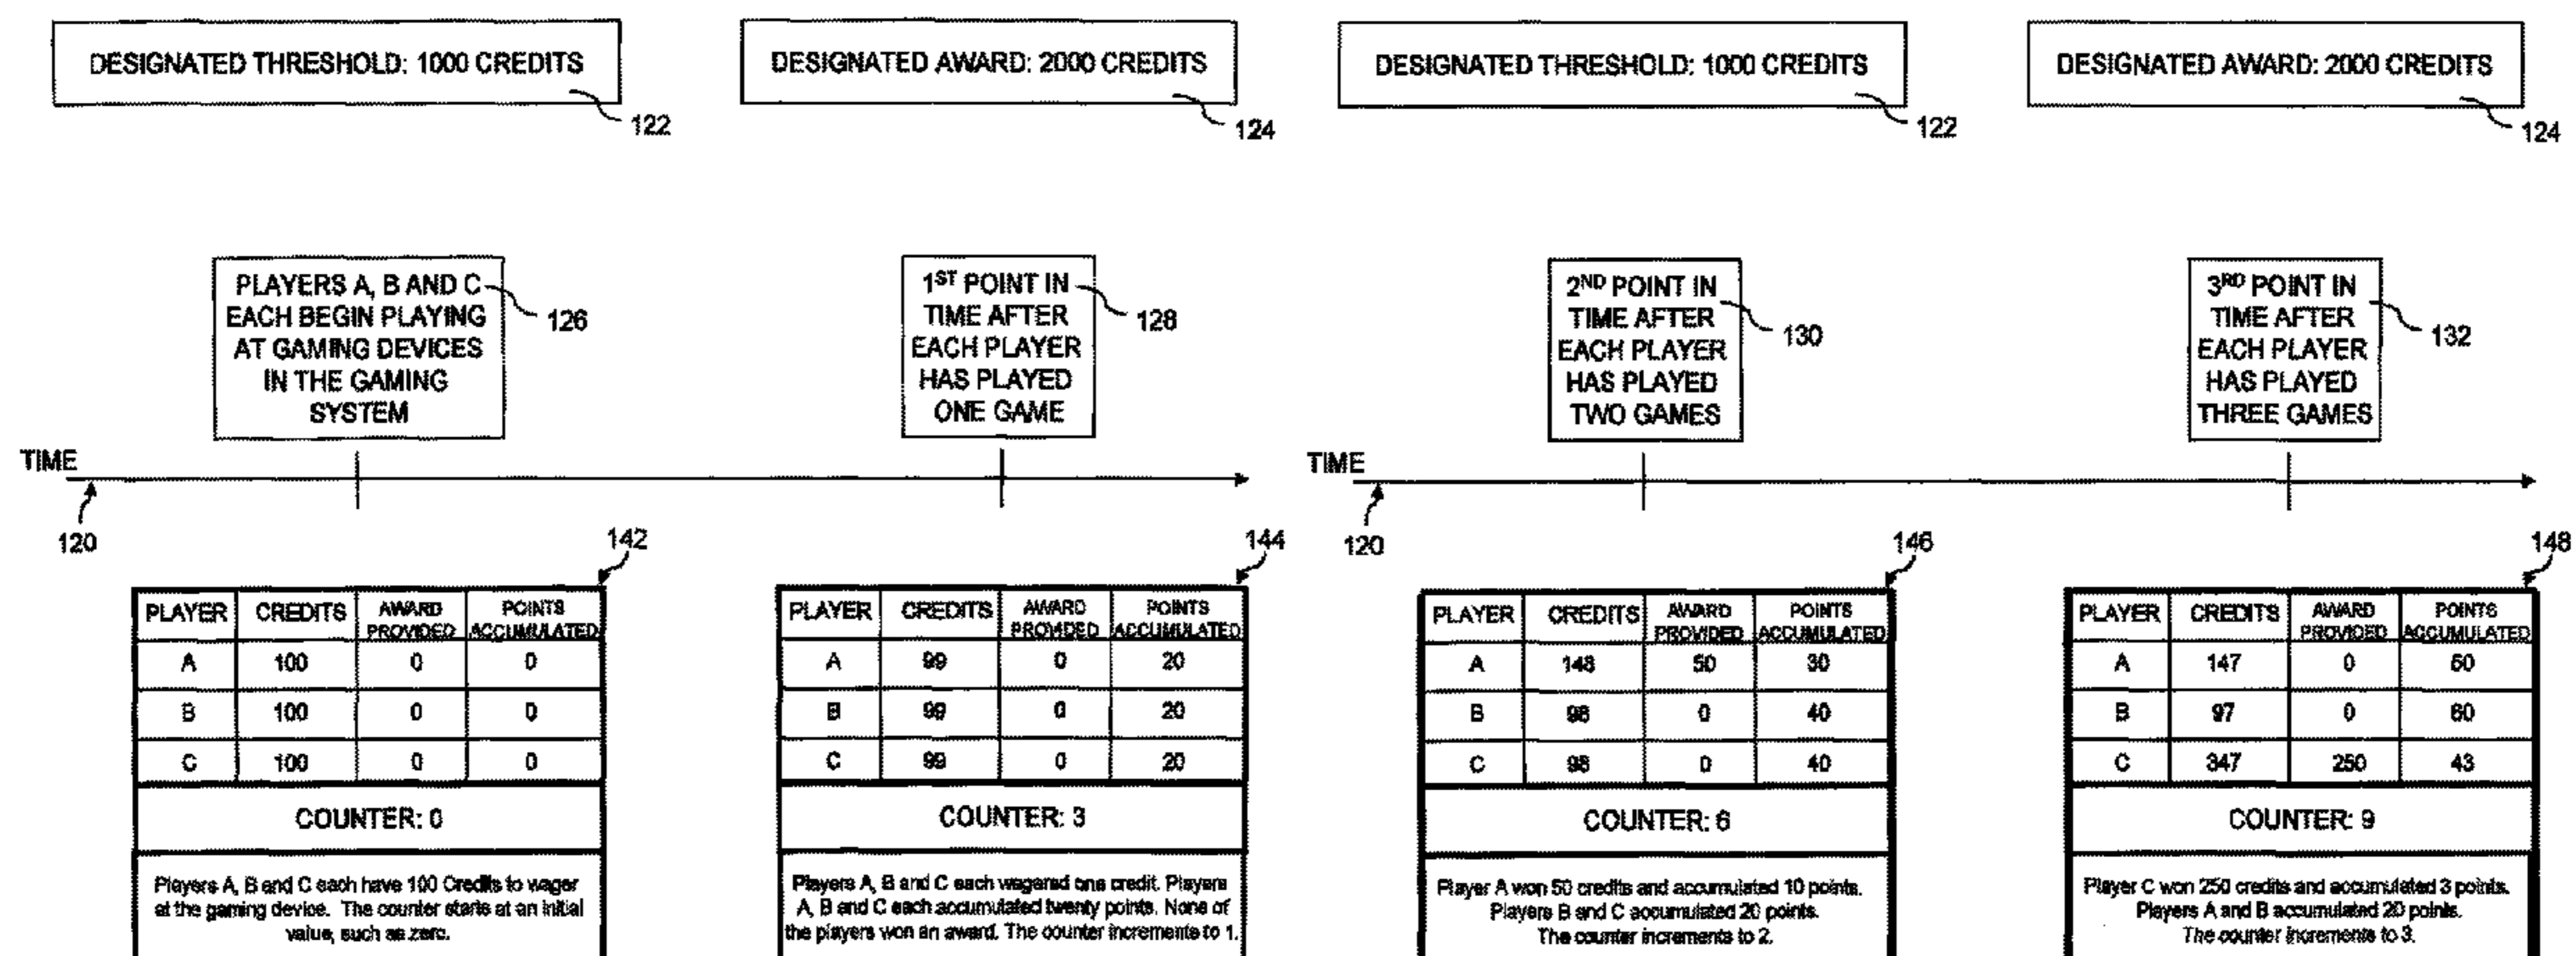 DESIGNATED THRESHOLD: 1000 CREDITS
122
DESIGNATED AWARD: 2000 CREDITS
124
DESIGNATED THRESHOLD: 1000 CREDITS
122
DESIGNATED AWARD: 2000 CREDITS
124
PLAYERS A, B AND C
EACH BEGIN PLAYING
AT GAMING DEVICES
IN THE GAMING
SYSTEM
126
1ST POINT IN
TIME AFTER
EACH PLAYER
HAS PLAYED
ONE GAME
128
2ND POINT IN
TIME AFTER
EACH PLAYER
HAS PLAYED
TWO GAMES
130
3RD POINT IN
TIME AFTER
EACH PLAYER
HAS PLAYED
THREE GAMES
132
TIME
120
TIME
120
142
PLAYER CREDITS AWARD PROVIDED POINTS ACCUMULATED
A 100 0 0
B 100 0 0
C 100 0 0
COUNTER: 0
Players A, B and C each have 100 Credits to wager
at the gaming device. The counter starts at an initial
value, such as zero.
144
PLAYER CREDITS AWARD PROVIDED POINTS ACCUMULATED
A 99 0 20
B 99 0 20
C 99 0 20
COUNTER: 3
Players A, B and C each wagered one credit. Players
A, B and C each accumulated twenty points. None of
the players won an award. The counter increments to 1.
146
PLAYER CREDITS AWARD PROVIDED POINTS ACCUMULATED
A 148 50 30
B 98 0 40
C 98 0 40
COUNTER: 6
Player A won 50 credits and accumulated 10 points.
Players B and C accumulated 20 points.
The counter increments to 2.
148
PLAYER CREDITS AWARD PROVIDED POINTS ACCUMULATED
A 147 0 50
B 97 0 60
C 347 250 43
COUNTER: 9
Player C won 250 credits and accumulated 3 points.
Players A and B accumulated 20 points.
The counter increments to 3.